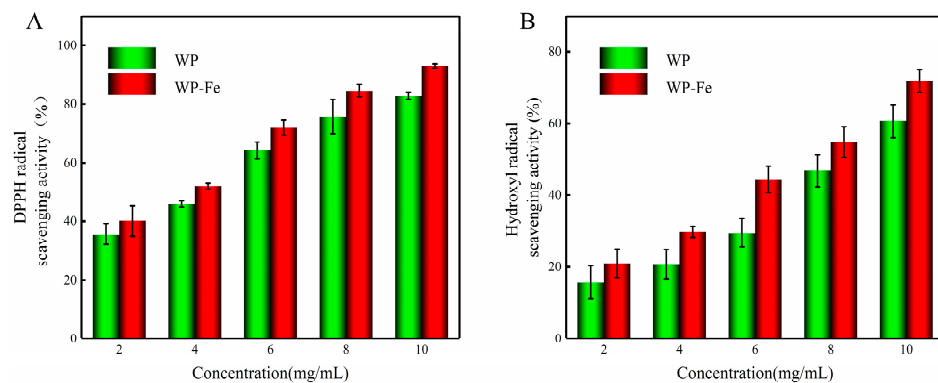 A
DPPH radical
scavenging activity (%)
100
80
60
40
20
0
WP
WP-Fe
2 4 6 8 10
Concentration(mg/mL)
B
Hydroxyl radical
scavenging activity (%)
80
60
40
20
0
WP
WP-Fe
2 4 6 8 10
Concentration(mg/mL)